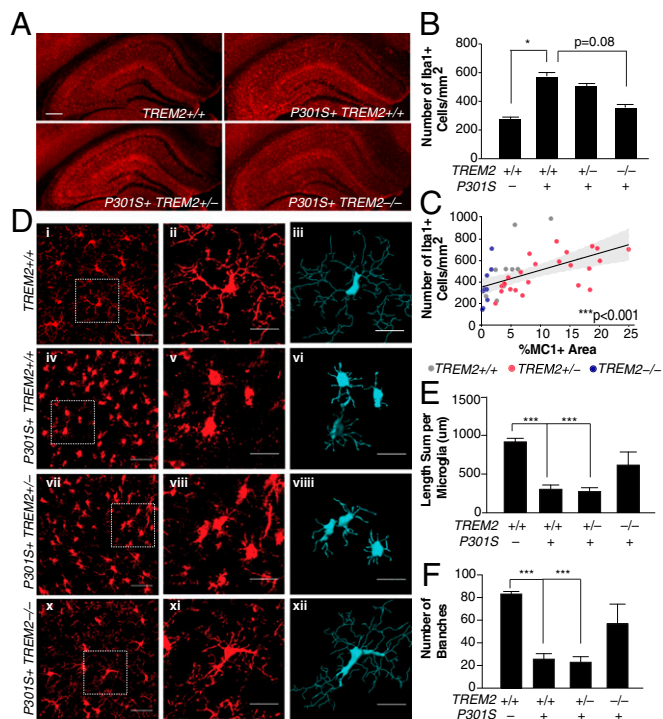 A
TREM2+/+
P301S+ TREM2+/+
P301S+ TREM2+/–
P301S+ TREM2–/–
B
Number of Iba1+
Cells/mm2
800
600
400
200
0
*
p=0.08
TREM2 +/+ +/+ +/– –/–
P301S – + + +
C
Number of Iba1+
Cells/mm2
1000
800
600
400
200
0
0 5 10 15 20 25
***p<0.001
%MC1+ Area
TREM2+/+ TREM2+/– TREM2–/–
D
TREM2+/+
i ii iii
P301S+ TREM2+/+
iv v vi
P301S+ TREM2+/–
vii viii viiii
P301S+ TREM2–/–
x xi xii
E
Length Sum per
Microglia (um)
1500
1000
500
0
*** ***
TREM2 +/+ +/+ +/– –/–
P301S – + + +
F
Number of
Branches
100
80
60
40
20
0
*** ***
TREM2 +/+ +/+ +/– –/–
P301S – + + +